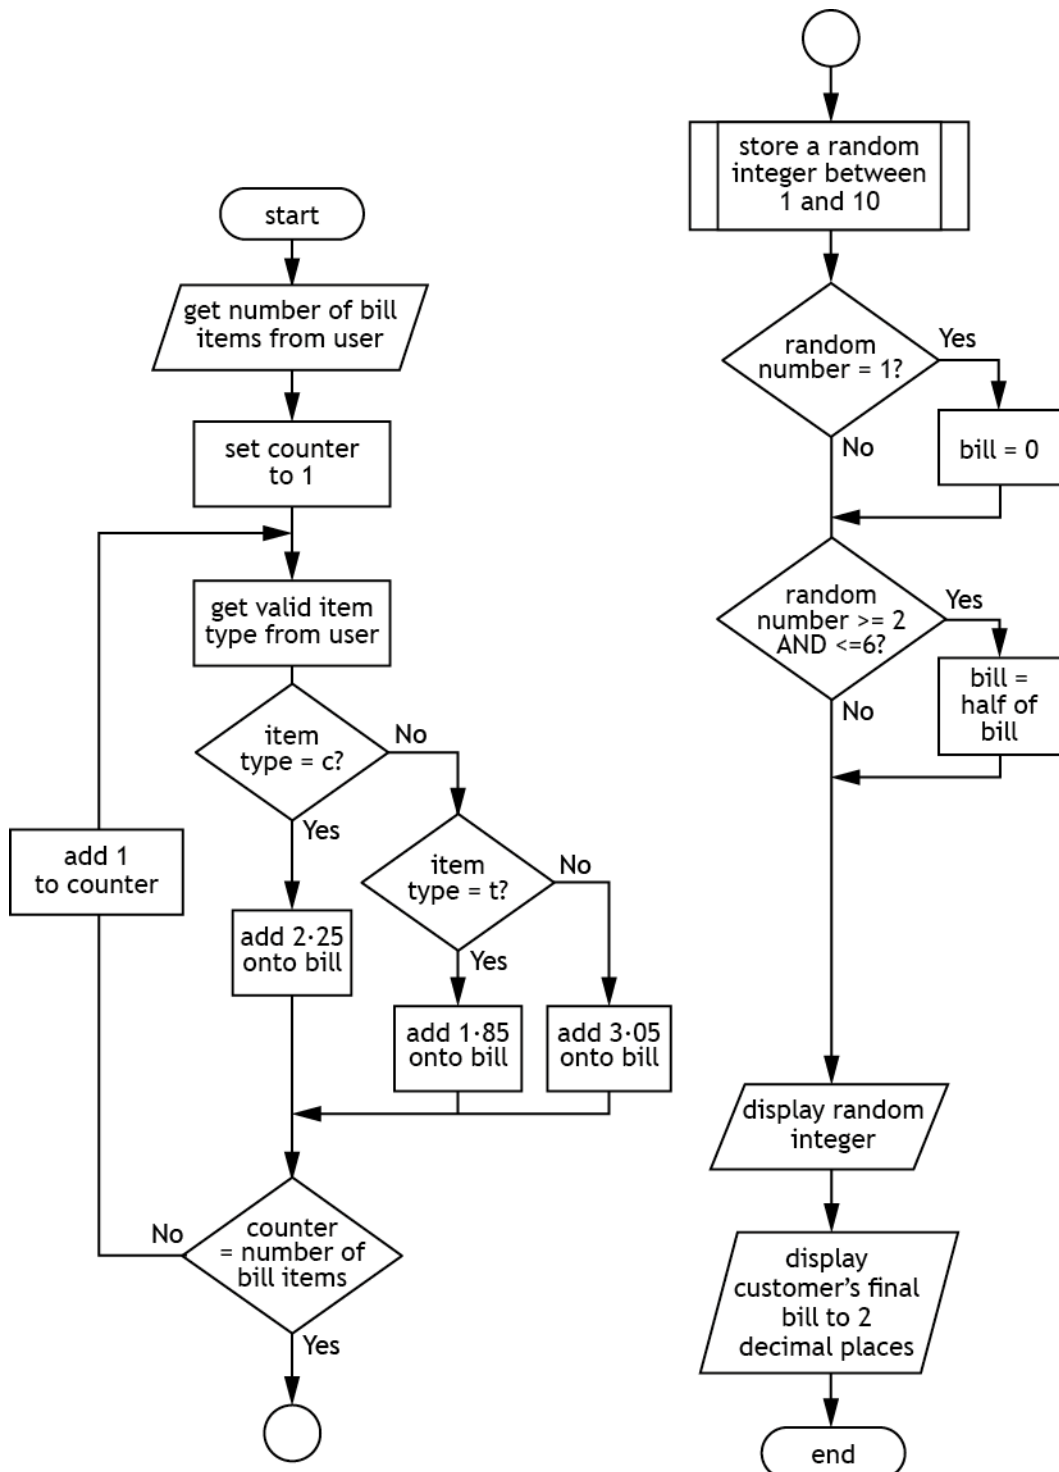 start
get number of bill
items from user
set counter
to 1
get valid item
type from user
item
type = c?
No
Yes
item
type = t?
No
Yes
add 1
to counter
add 2·25
onto bill
add 1·85
onto bill
add 3·05
onto bill
counter
= number of
bill items
No
Yes
store a random
integer between
1 and 10
random
number = 1?
Yes
No
bill = 0
random
number >= 2
AND <=6?
Yes
No
bill =
half of
bill
display random
integer
display
customer’s final
bill to 2
decimal places
end